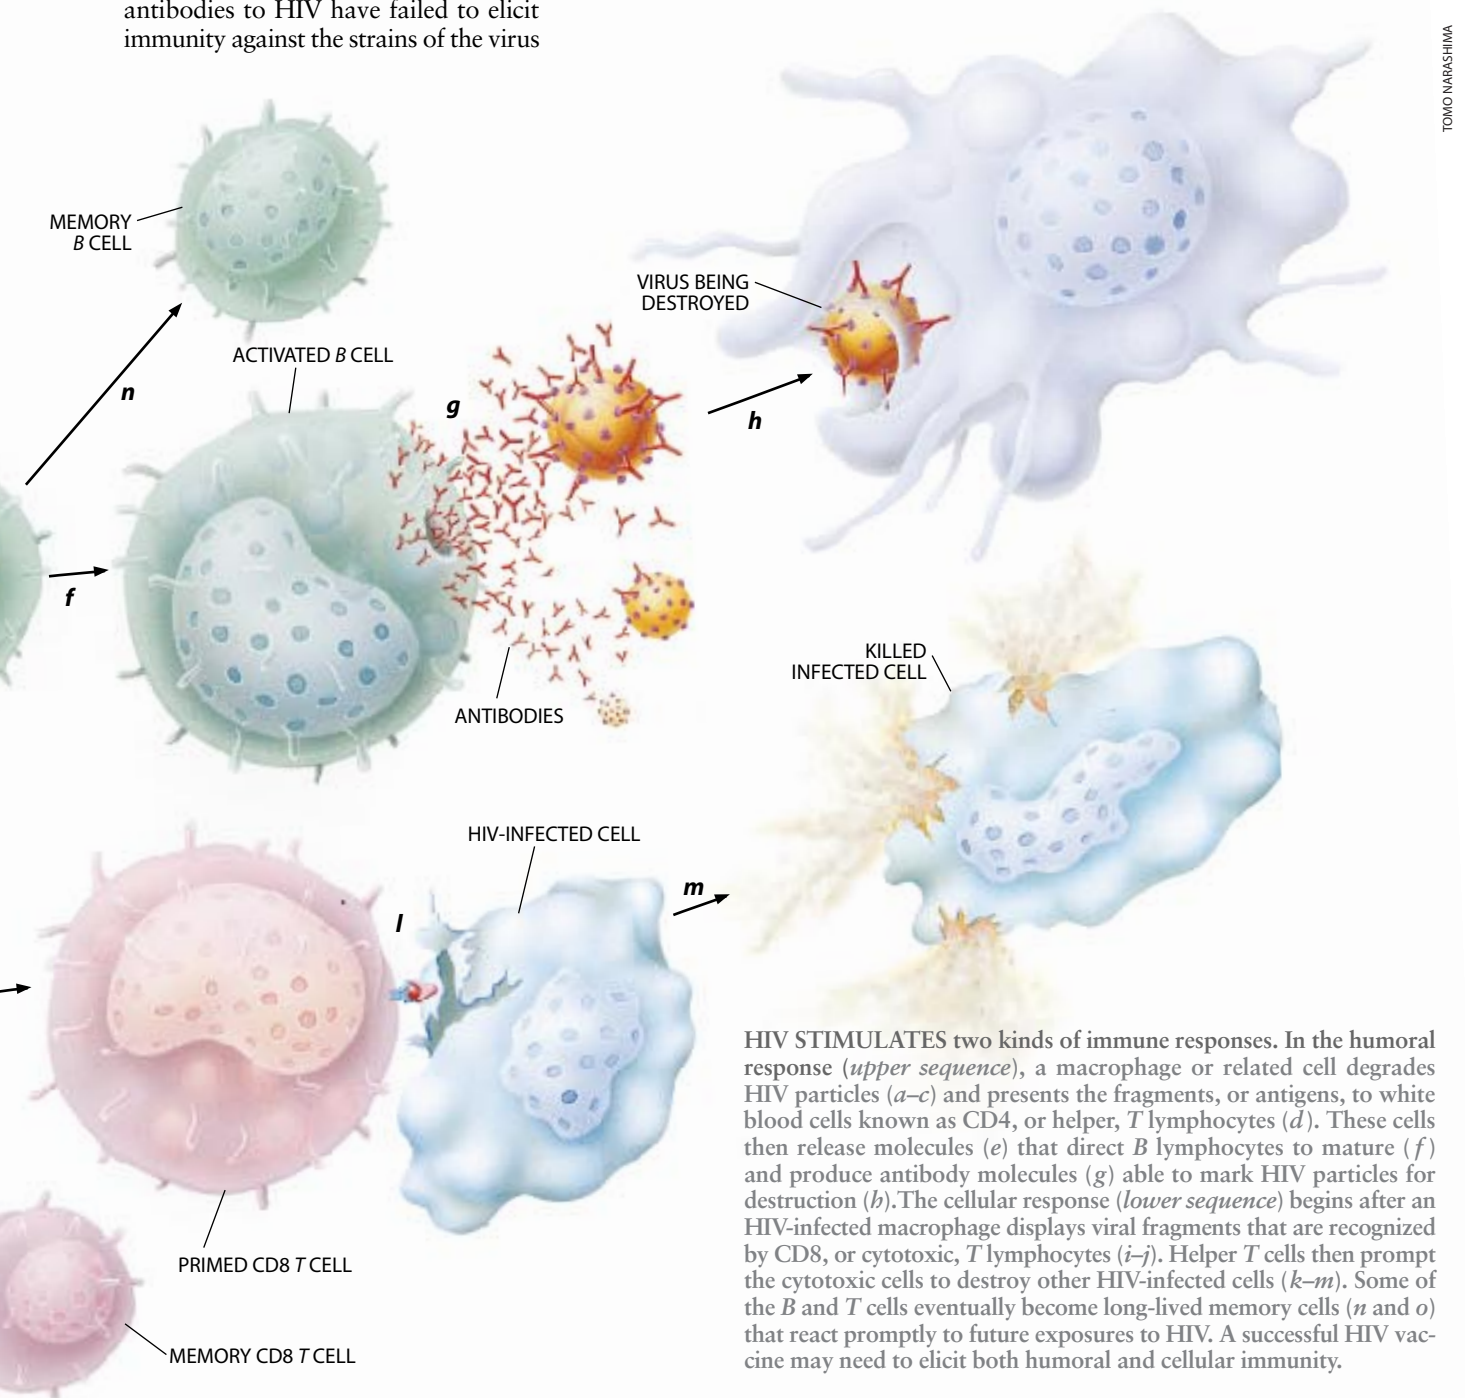 antibodies to HIV have failed to elicit
immunity against the strains of the virus
TOMO NARASHIMA
MEMORY
B CELL
VIRUS BEING
DESTROYED
ACTIVATED B CELL
n
g
h
f
KILLED
INFECTED CELL
ANTIBODIES
HIV-INFECTED CELL
m
l
PRIMED CD8 T CELL
MEMORY CD8 T CELL
HIV STIMULATES two kinds of immune responses. In the humoral
response (upper sequence), a macrophage or related cell degrades
HIV particles (a–c) and presents the fragments, or antigens, to white
blood cells known as CD4, or helper, T lymphocytes (d). These cells
then release molecules (e) that direct B lymphocytes to mature (f)
and produce antibody molecules (g) able to mark HIV particles for
destruction (h).The cellular response (lower sequence) begins after an
HIV-infected macrophage displays viral fragments that are recognized
by CD8, or cytotoxic, T lymphocytes (i–j). Helper T cells then prompt
the cytotoxic cells to destroy other HIV-infected cells (k–m). Some of
the B and T cells eventually become long-lived memory cells (n and o)
that react promptly to future exposures to HIV. A successful HIV vac-
cine may need to elicit both humoral and cellular immunity.